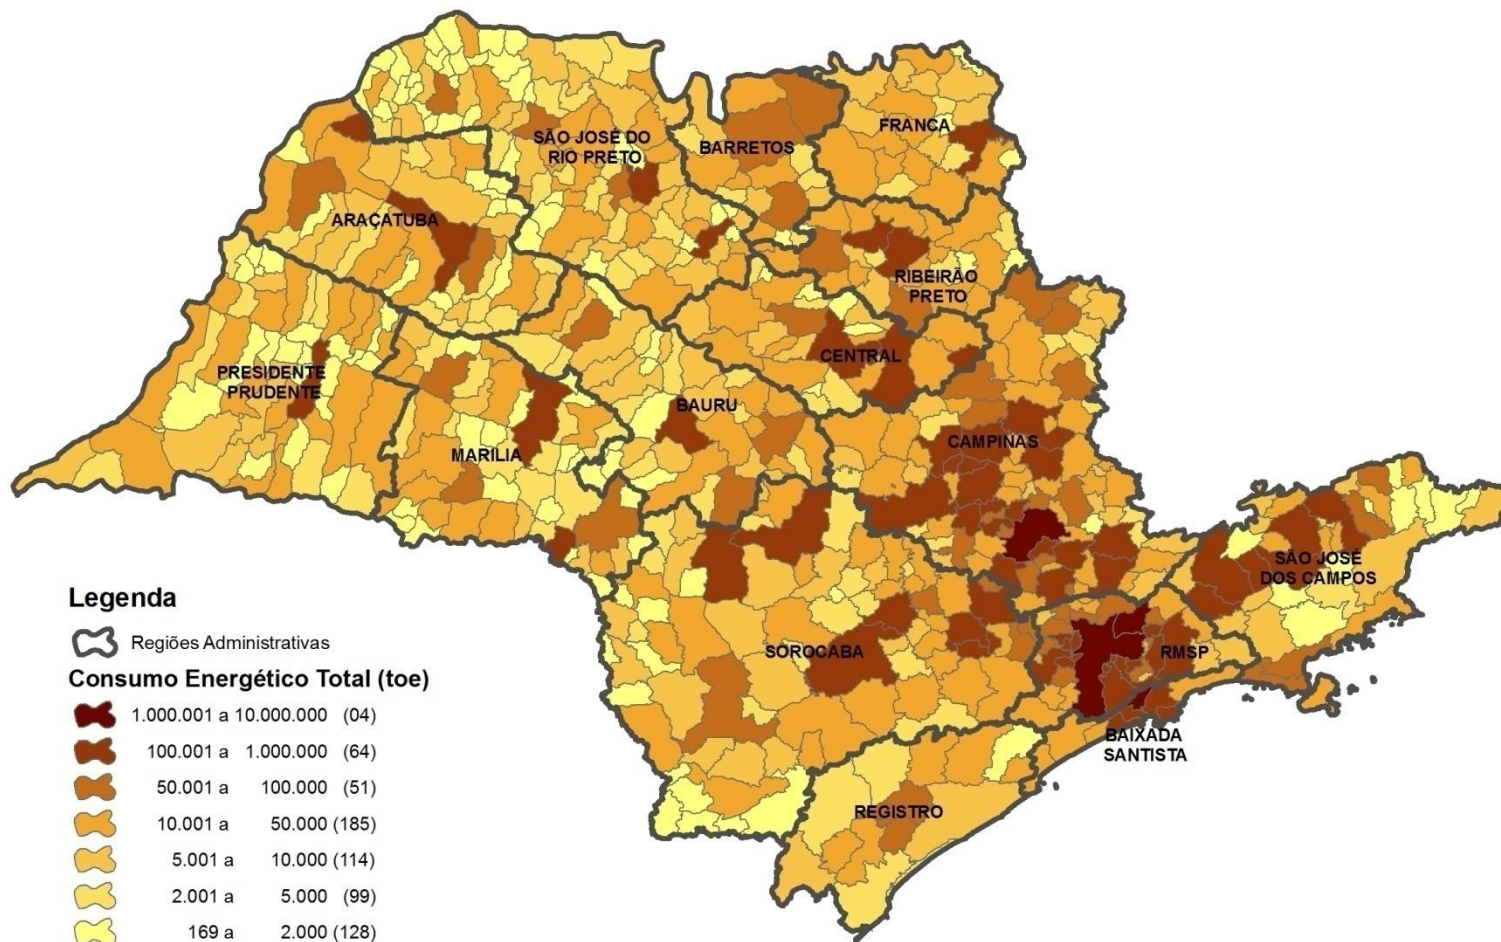 FRANCA
SÃO JOSÉ DO
RIO PRETO
BARRETOS
ARAÇATUBA
RIBEIRÃO
PRETO
CENTRAL
PRESIDENTE
PRUDENTE
BAURU
MARILIA
CAMPINAS
SÃO JOSÉ
DOS CAMPOS
SOROCABA
RMSP
BAIXADA
SANTISTA
REGISTRO
Legenda
Regiões Administrativas
Consumo Energético Total (toe)
1.000.001 a 10.000.000 (04)
100.001 a 1.000.000 (64)
50.001 a 100.000 (51)
10.001 a 50.000 (185)
5.001 a 10.000 (114)
2.001 a 5.000 (99)
169 a 2.000 (128)